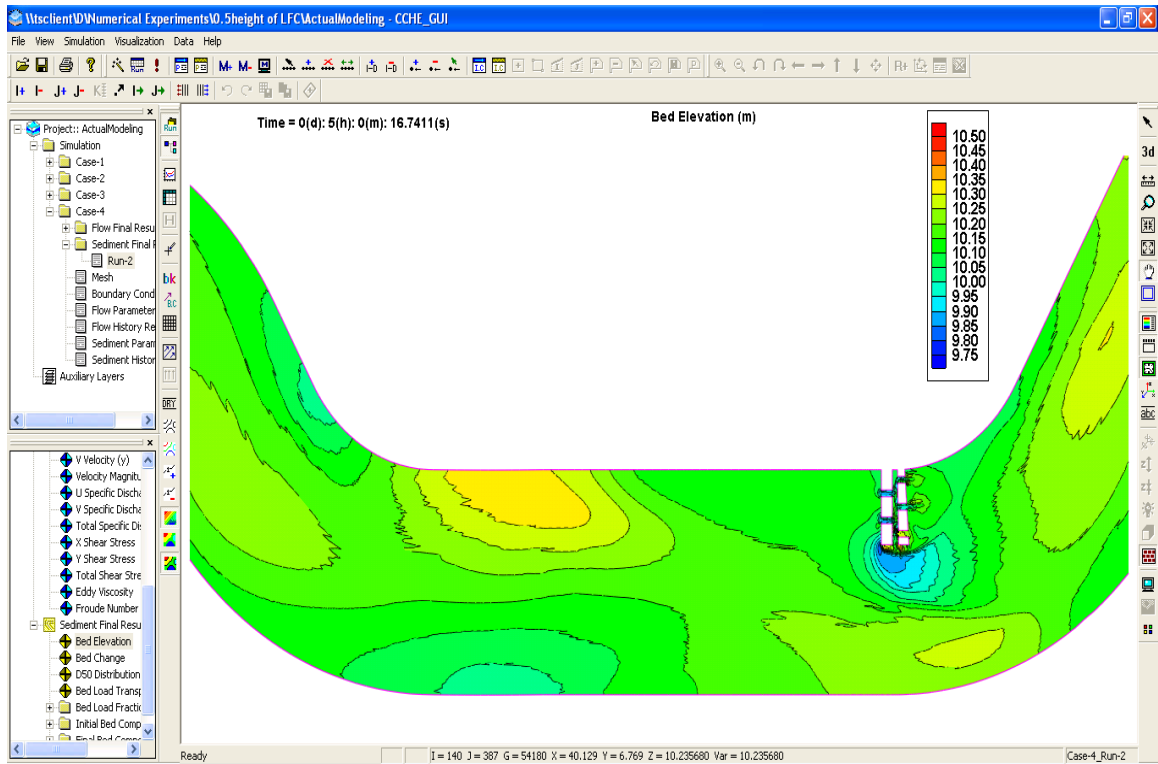 \\tsclient\D\Numerical Experiments\0.5height of LFC\ActualModeling - CCHE_GUI
File View Simulation Visualization Data Help
Time = 0(d): 5(h): 0(m): 16.7411(s)
Bed Elevation (m)
10.50
10.45
10.40
10.35
10.30
10.25
10.20
10.15
10.10
10.05
10.00
9.95
9.90
9.85
9.80
9.75
Project:: ActualModeling
Simulation
Case-1
Case-2
Case-3
Case-4
Flow Final Resu
Sediment Final R
Run-2
Mesh
Boundary Cond
Flow Parameter
Flow History Re
Sediment Param
Sediment Histor
Auxiliary Layers
V Velocity (y)
Velocity Magnitu
U Specific Discha
V Specific Discha
Total Specific Dis
X Shear Stress
Y Shear Stress
Total Shear Stre
Eddy Viscosity
Froude Number
Sediment Final Resu
Bed Elevation
Bed Change
D50 Distribution
Bed Load Transp
Bed Load Fractic
Initial Bed Comp
Run
bk
B.C
DRY
3d
abc
Ready
I = 140 J = 387 G = 54180 X = 40.129 Y = 6.769 Z = 10.235680 Var = 10.235680
Case-4_Run-2